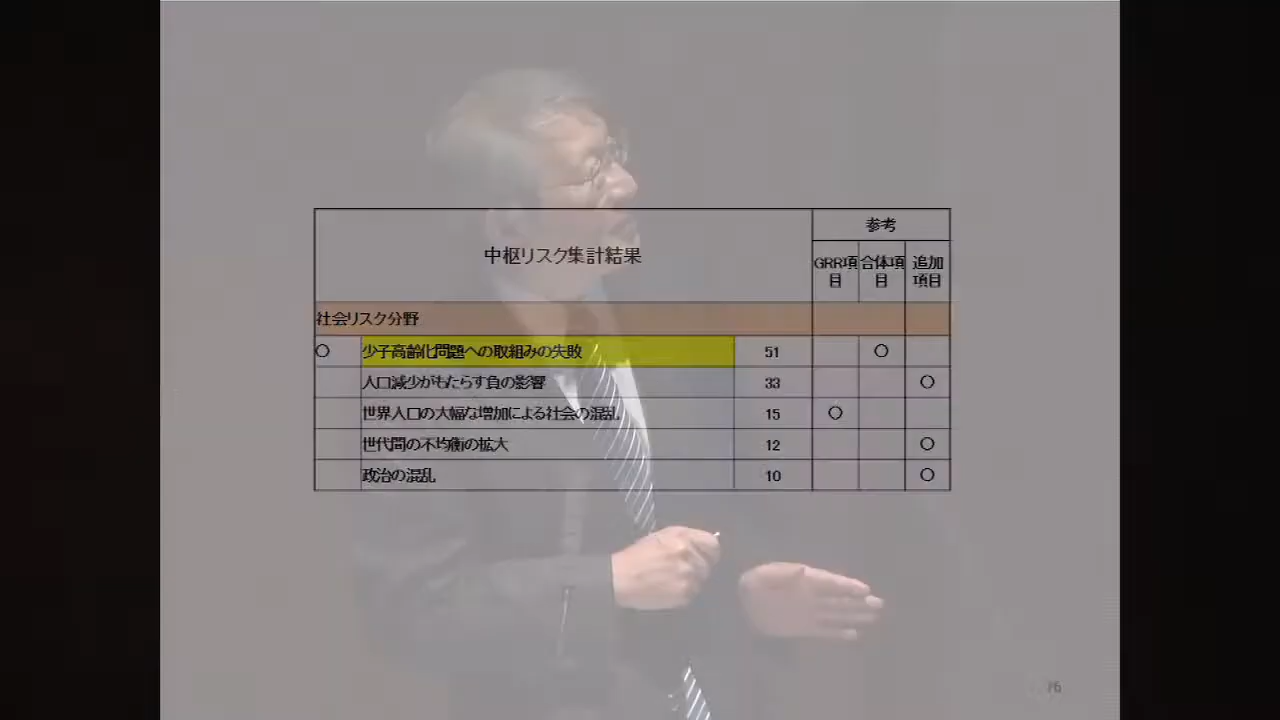 参考
中枢リスク集計結果
GRR項目 合体項目 追加項目
社会リスク分野
○ 少子高齢化問題への取組みの失敗 51 ○
人口減少がもたらす負の影響 33 ○
世界人口の大幅な増加による社会の混乱 15 ○
世代間の不均衡の拡大 12 ○
政治の混乱 10 ○
16